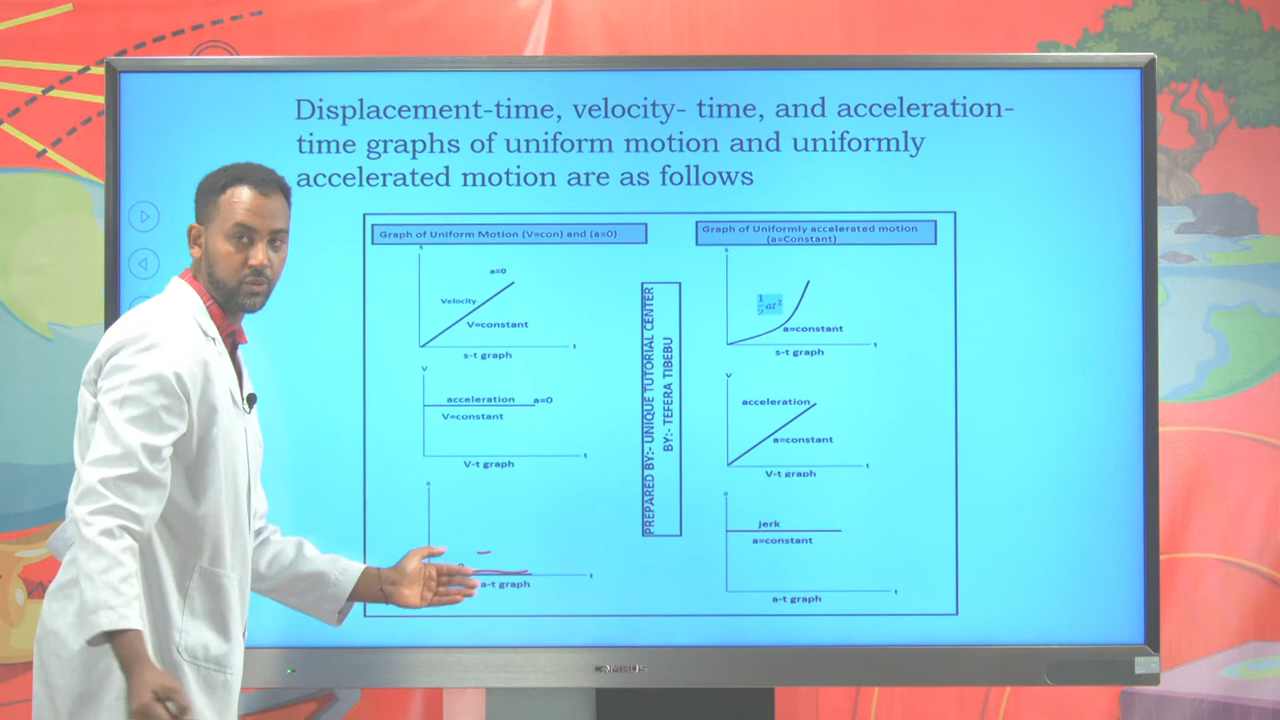 Displacement-time, velocity- time, and acceleration-
time graphs of uniform motion and uniformly
accelerated motion are as follows
Graph of Uniform Motion (V=con) and (a=0)
s
a=0
Velocity
V=constant
t
s-t graph
V
acceleration a=0
V=constant
t
V-t graph
a
t
a-t graph
PREPARED BY:- UNIQUE TUTORIAL CENTER
BY:- TEFERA TIBEBU
Graph of Uniformly accelerated motion
(a=Constant)
s
1/2 at²
a=constant
t
s-t graph
V
acceleration
a=constant
t
V-t graph
a
jerk
a=constant
t
a-t graph